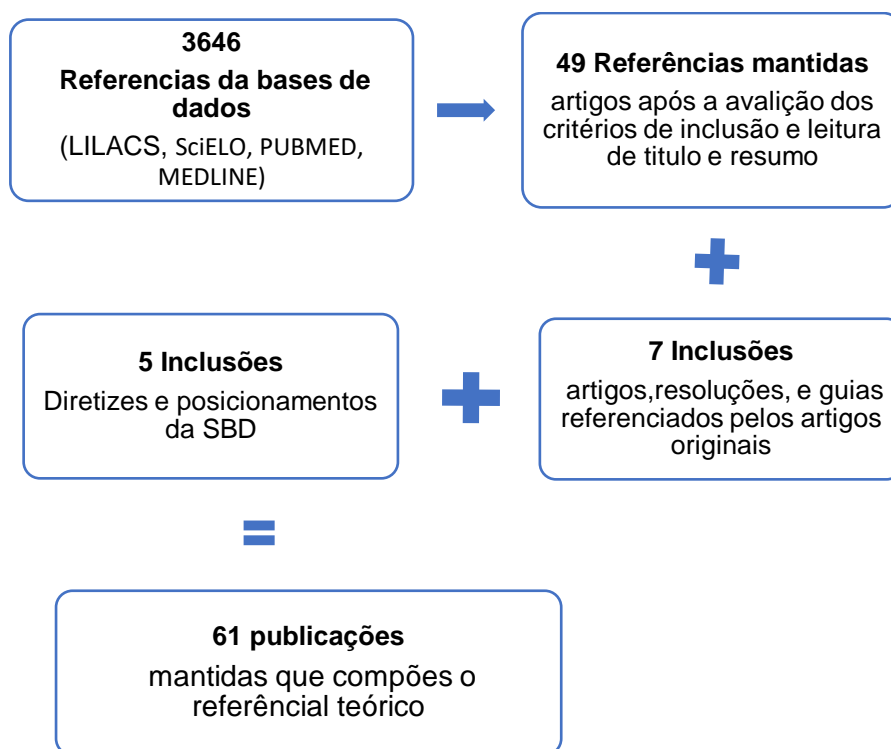 3646
Referencias da bases de
dados
(LILACS, SciELO, PUBMED,
MEDLINE)
49 Referências mantidas
artigos após a avalição dos
critérios de inclusão e leitura
de titulo e resumo
7 Inclusões
artigos,resoluções, e guias
referenciados pelos artigos
originais
5 Inclusões
Diretizes e posicionamentos
da SBD
61 publicações
mantidas que compões o
referêncial teórico